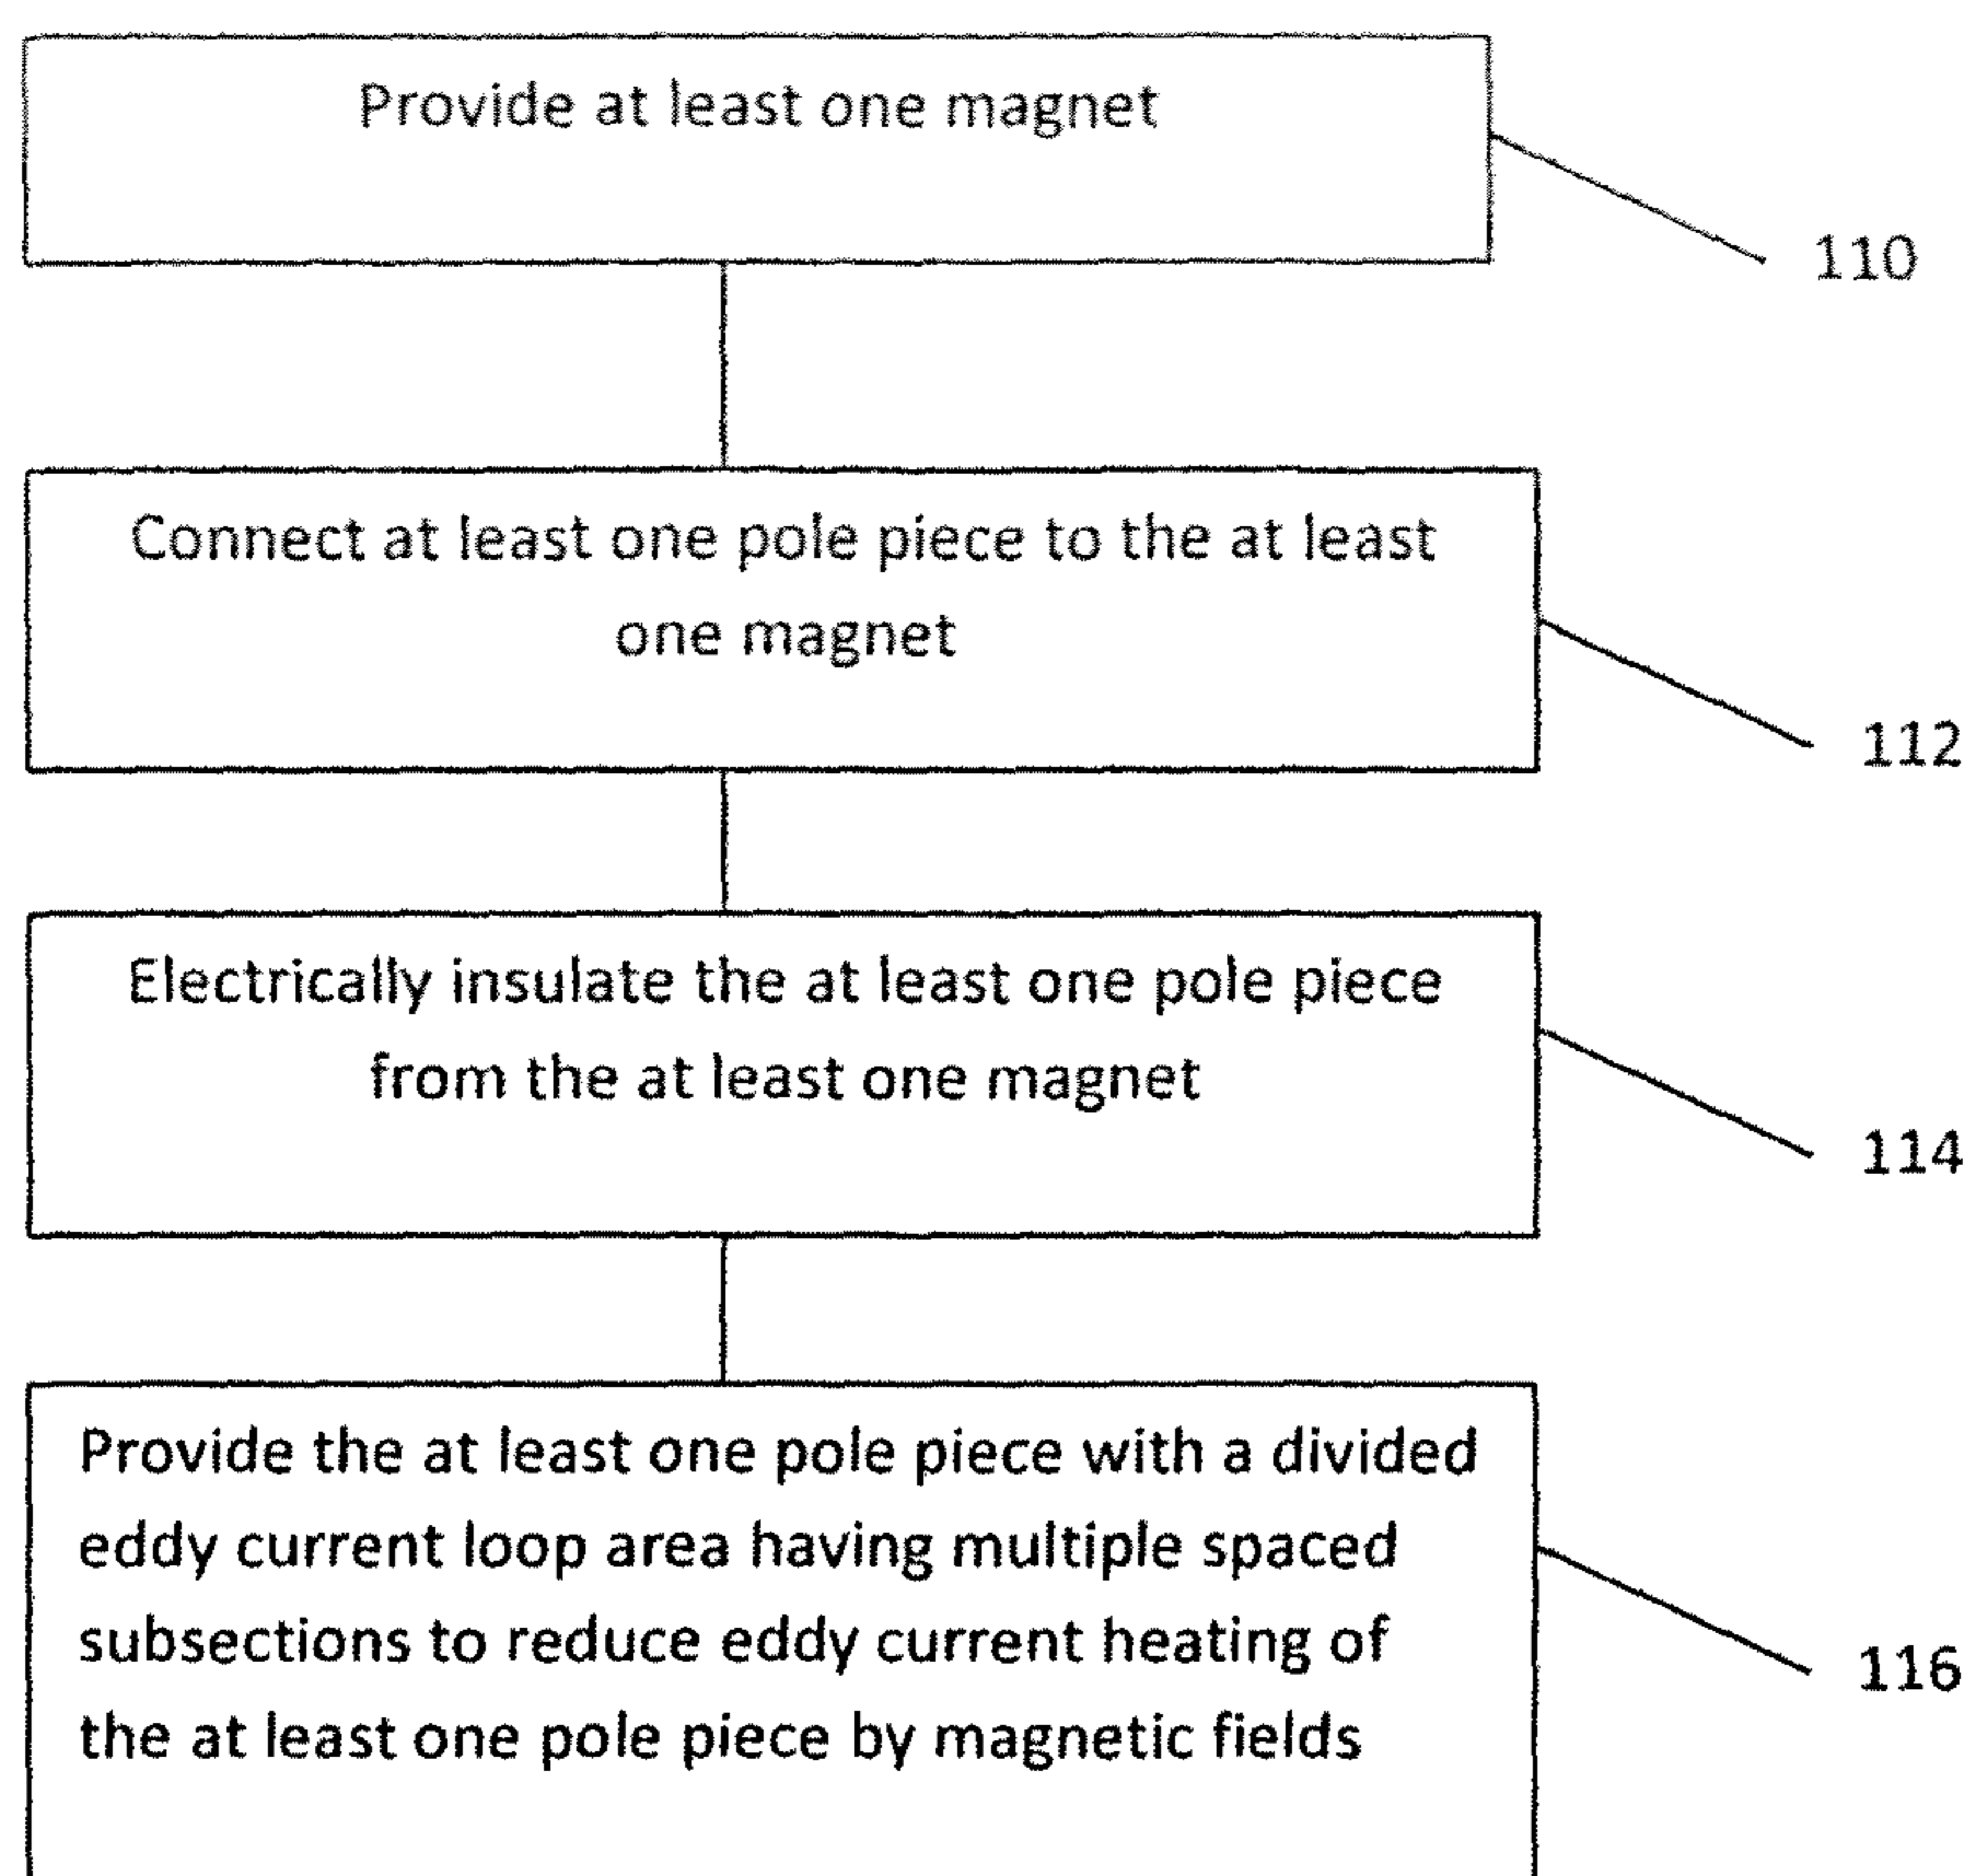 Provide at least one magnet
110
Connect at least one pole piece to the at least
one magnet
112
Electrically insulate the at least one pole piece
from the at least one magnet
114
Provide the at least one pole piece with a divided
eddy current loop area having multiple spaced
subsections to reduce eddy current heating of
the at least one pole piece by magnetic fields
116